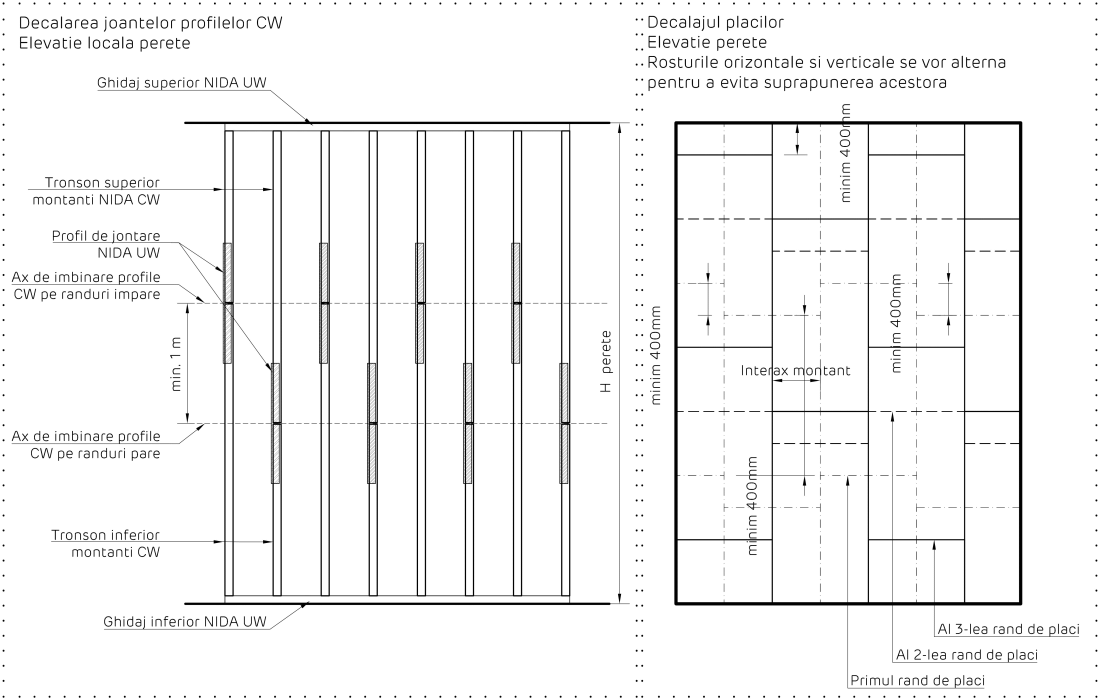 Decalarea joantelor profilelor CW
Elevatie locala perete
Ghidaj superior NIDA UW
Tronson superior
montanti NIDA CW
Profil de jontare
NIDA UW
Ax de imbinare profile
CW pe randuri impare
min. 1 m
Ax de imbinare profile
CW pe randuri pare
Tronson inferior
montanti CW
Ghidaj inferior NIDA UW
H perete
Decalajul placilor
Elevatie perete
Rosturile orizontale si verticale se vor alterna
pentru a evita suprapunerea acestora
minim 400mm
minim 400mm
minim 400mm
Interax montant
minim 400mm
Al 3-lea rand de placi
Al 2-lea rand de placi
Primul rand de placi